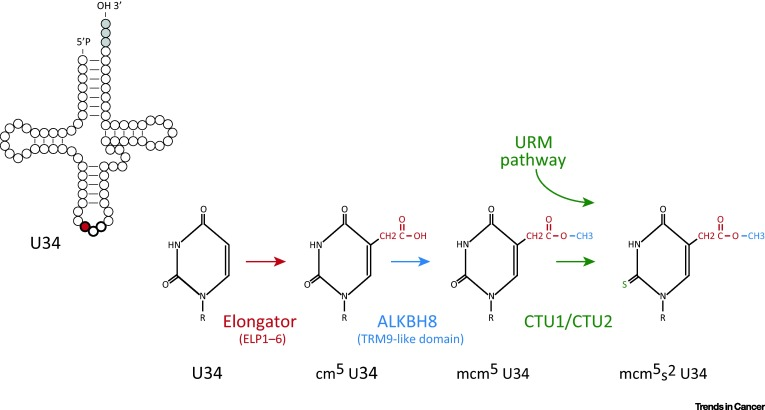 OH 3’
5’P
U34
URM
pathway
O
HN
O
N
R
O
HN
O
N
R
CH2 C – OH
O
O
HN
O
N
R
CH2 C – O – CH3
O
O
HN
S
N
R
CH2 C – O – CH3
O
Elongator
(ELP1–6)
ALKBH8
(TRM9-like domain)
CTU1/CTU2
U34
cm⁵ U34
mcm⁵ U34
mcm⁵s² U34
Trends in Cancer